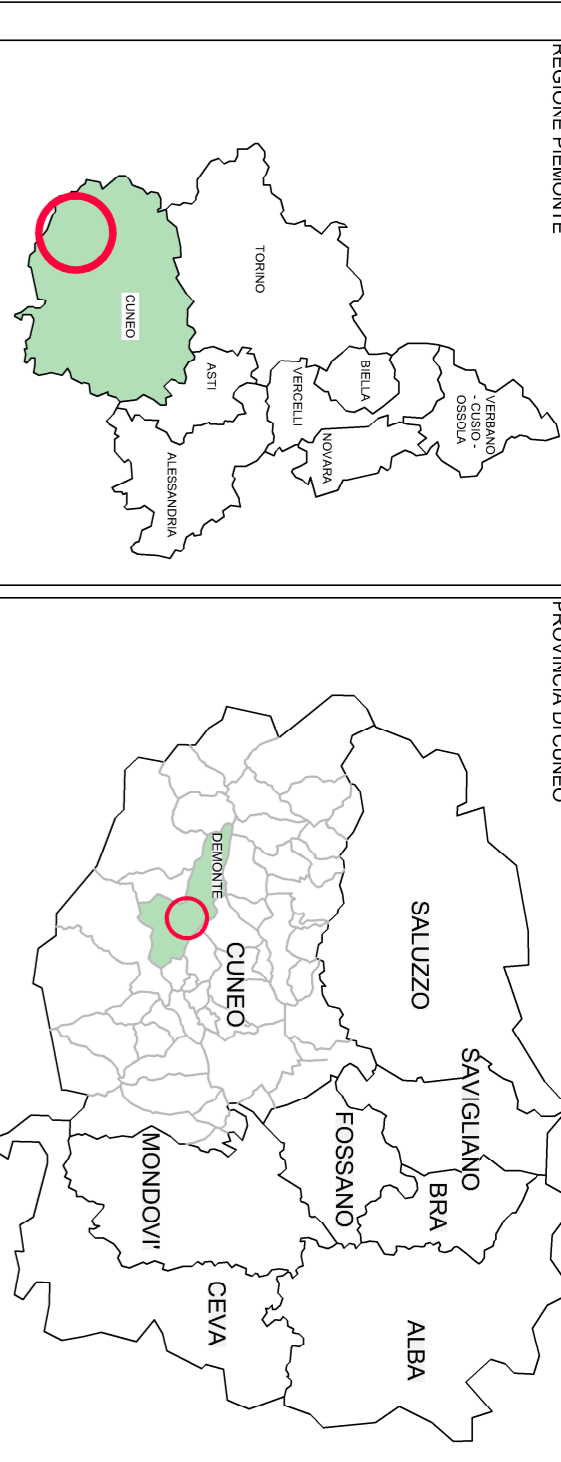 REGIONE PIEMONTE
VERBANO
- CUSIO -
OSSOLA
BIELLA
NOVARA
VERCELLI
TORINO
ASTI
ALESSANDRIA
CUNEO
PROVINCIA DI CUNEO
SALUZZO
SAVIGLIANO
BRA
ALBA
FOSSANO
CUNEO
DEMONTE
MONDOVI'
CEVA